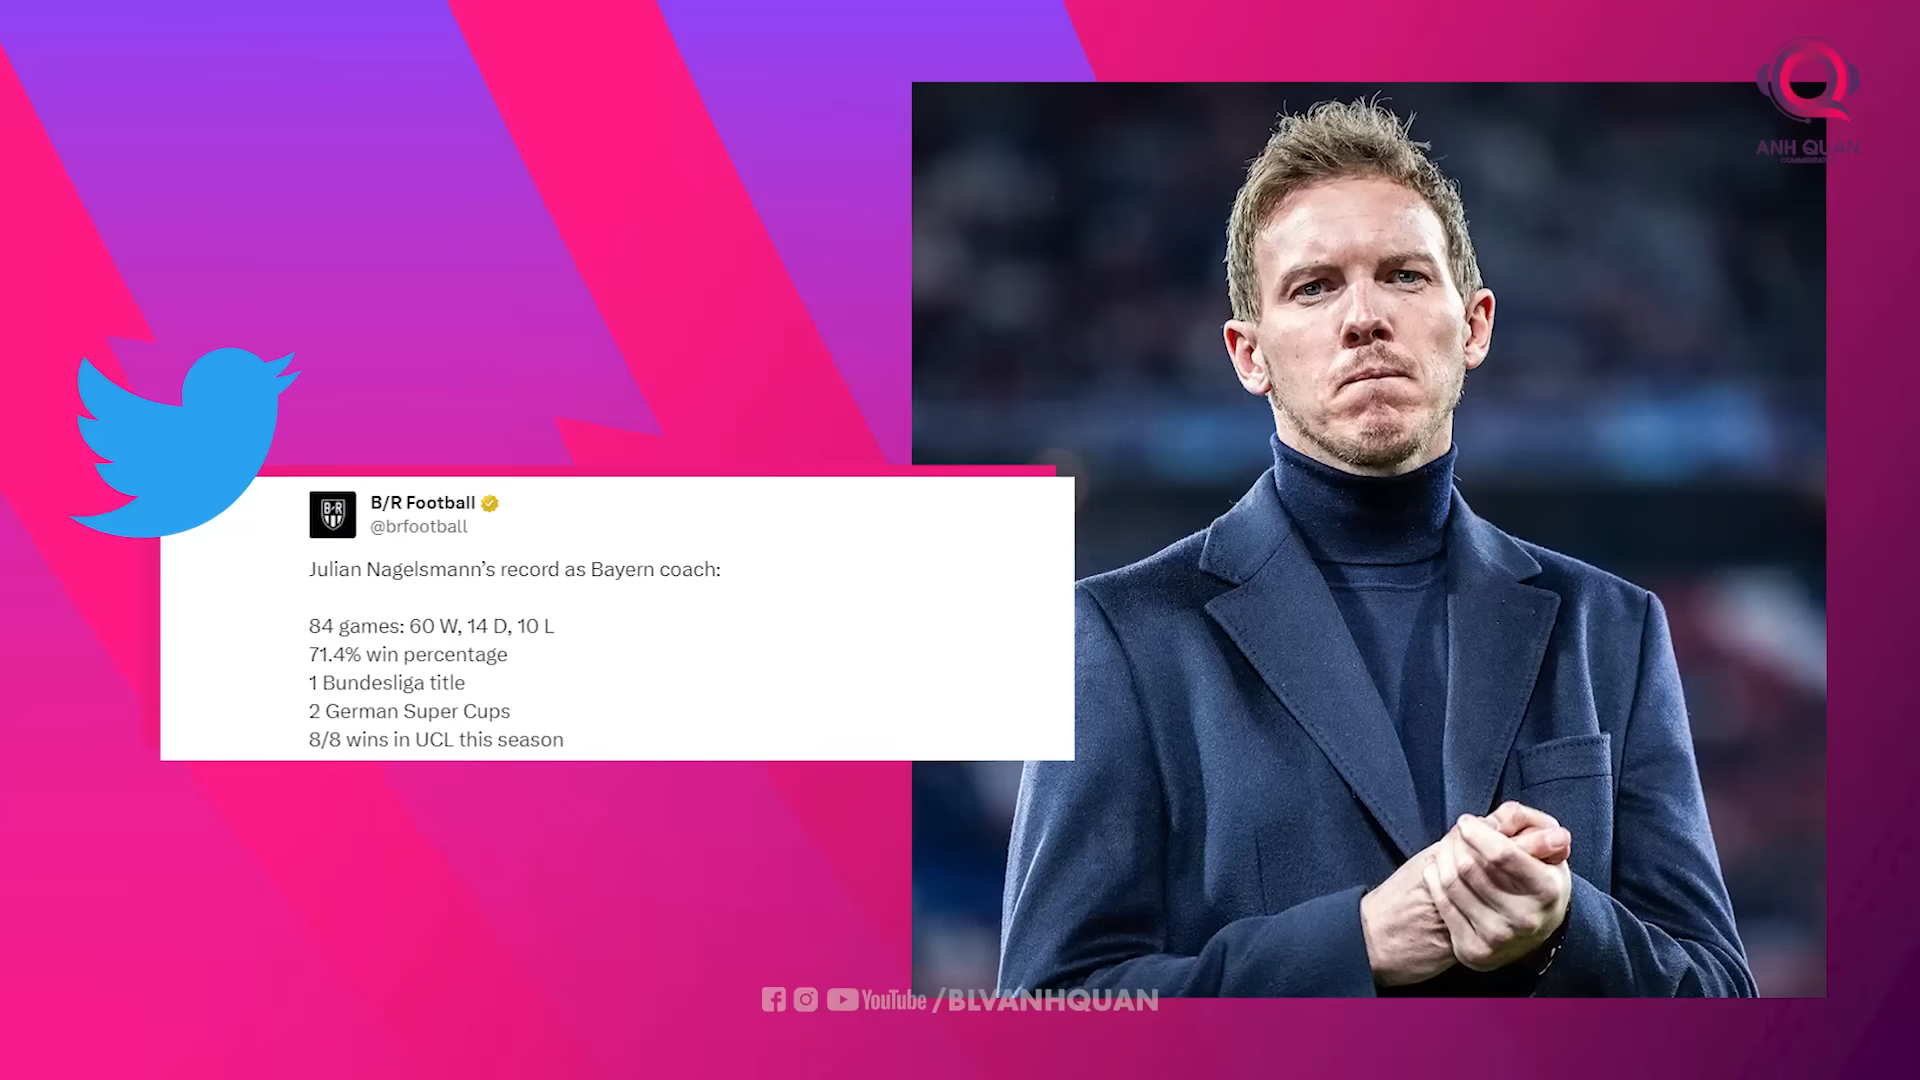 ANH QUAN
B/R
B/R Football
@brfootball
Julian Nagelsmann's record as Bayern coach:
84 games: 60 W, 14 D, 10 L
71.4% win percentage
1 Bundesliga title
2 German Super Cups
8/8 wins in UCL this season
YouTube /BLVANHQUAN